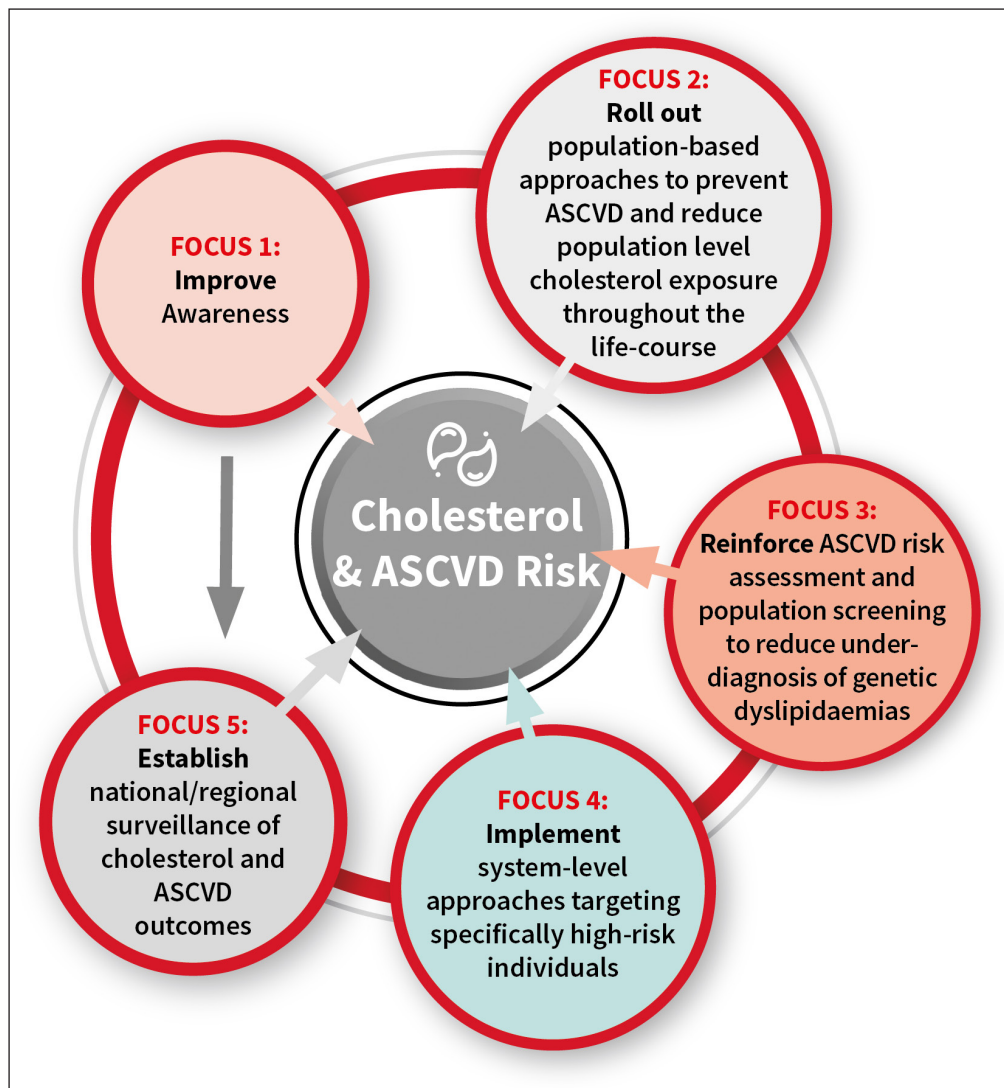 FOCUS 1:
Improve
Awareness
FOCUS 2:
Roll out
population-based
approaches to prevent
ASCVD and reduce
population level
cholesterol exposure
throughout the
life-course
FOCUS 3:
Reinforce ASCVD risk
assessment and
population screening
to reduce under-
diagnosis of genetic
dyslipidaemias
FOCUS 4:
Implement
system-level
approaches targeting
specifically high-risk
individuals
FOCUS 5:
Establish
national/regional
surveillance of
cholesterol and
ASCVD
outcomes
Cholesterol
& ASCVD Risk